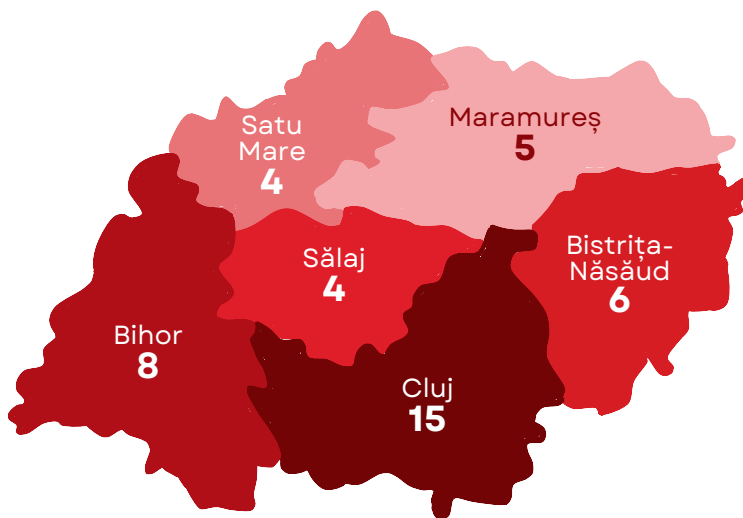 Satu
Mare
4
Maramureș
5
Sălaj
4
Bistrița-
Năsăud
6
Bihor
8
Cluj
15